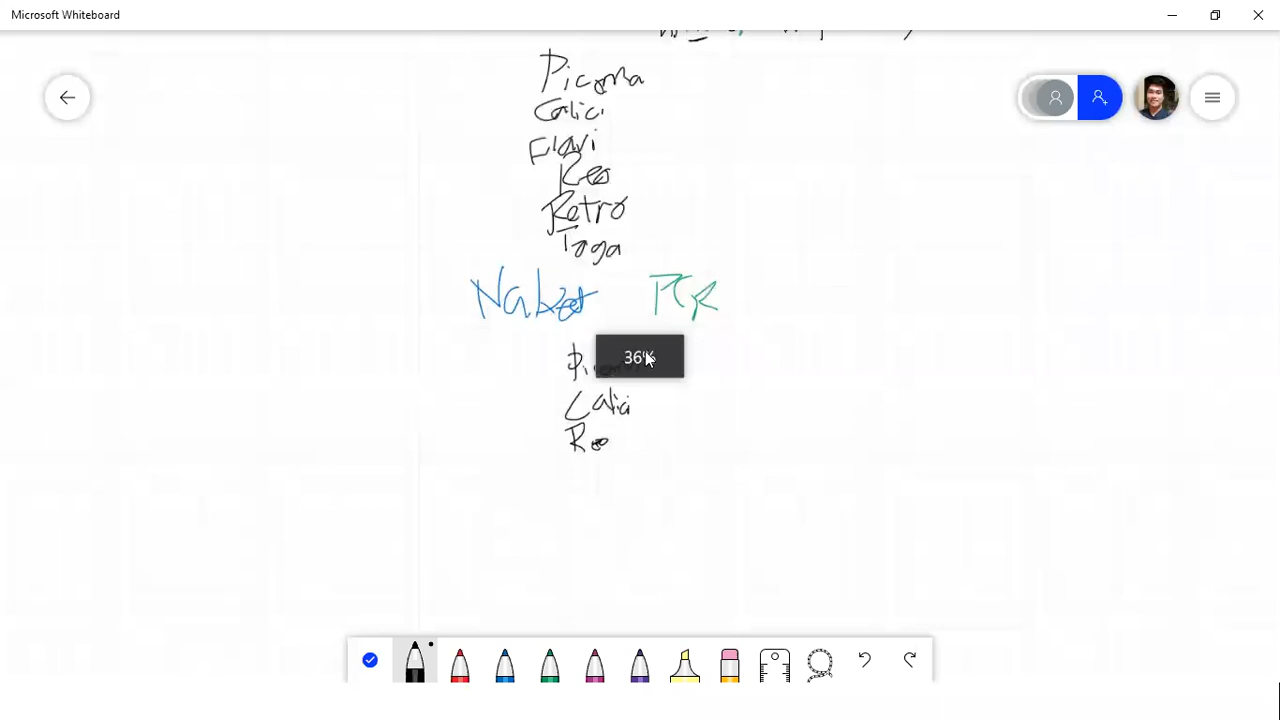 Microsoft Whiteboard
Picorna
Calici
Flavi
Reo
Retro
Toga
Naked PCR
36%
Calici
Reo